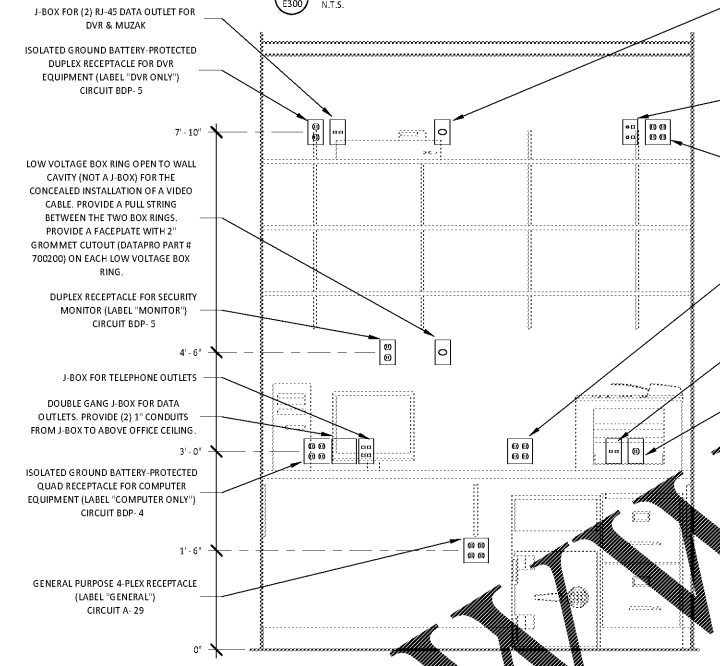 E300
N.T.S.
J-BOX FOR (2) RJ-45 DATA OUTLET FOR
DVR & MUZAK
ISOLATED GROUND BATTERY-PROTECTED
DUPLEX RECEPTACLE FOR DVR
EQUIPMENT (LABEL "DVR ONLY")
CIRCUIT BDP- 5
7' - 10"
LOW VOLTAGE BOX RING OPEN TO WALL
CAVITY (NOT A J-BOX) FOR THE
CONCEALED INSTALLATION OF A VIDEO
CABLE. PROVIDE A PULL STRING
BETWEEN THE TWO BOX RINGS.
PROVIDE A FACEPLATE WITH 2"
GROMMET CUTOUT (DATAPRO PART #
700200) ON EACH LOW VOLTAGE BOX
RING.
DUPLEX RECEPTACLE FOR SECURITY
MONITOR (LABEL "MONITOR")
CIRCUIT BDP- 5
4' - 6"
J-BOX FOR TELEPHONE OUTLETS
DOUBLE GANG J-BOX FOR DATA
OUTLETS. PROVIDE (2) 1" CONDUITS
FROM J-BOX TO ABOVE OFFICE CEILING.
3' - 0"
ISOLATED GROUND BATTERY-PROTECTED
QUAD RECEPTACLE FOR COMPUTER
EQUIPMENT (LABEL "COMPUTER ONLY")
CIRCUIT BDP- 4
1' - 6"
GENERAL PURPOSE 4-PLEX RECEPTACLE
(LABEL "GENERAL")
CIRCUIT A- 29
0"
WW